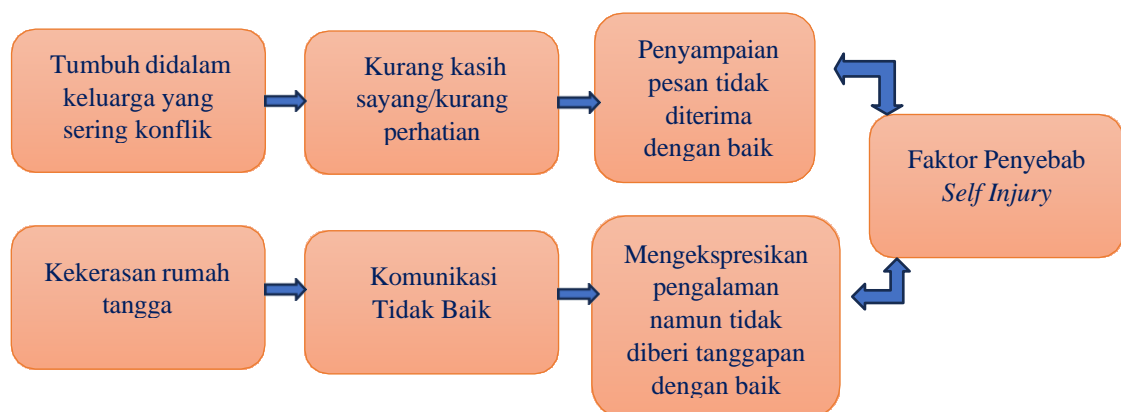 Tumbuh didalam
keluarga yang
sering konflik
Kurang kasih
sayang/kurang
perhatian
Penyampaian
pesan tidak
diterima
dengan baik
Faktor Penyebab
Self Injury
Kekerasan rumah
tangga
Komunikasi
Tidak Baik
Mengekspresikan
pengalaman
namun tidak
diberi tanggapan
dengan baik